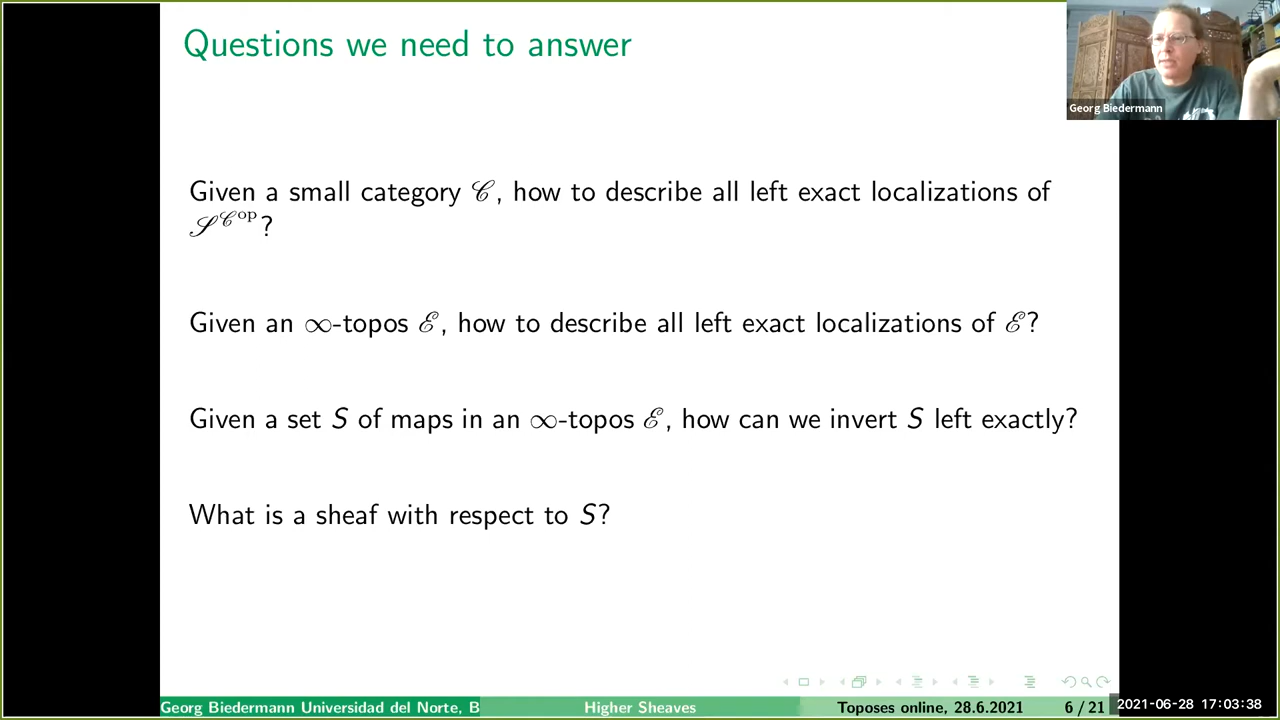 Questions we need to answer
Georg Biedermann
Given a small category 𝒞, how to describe all left exact localizations of
𝒮^𝒞^op?
Given an ∞-topos ℰ, how to describe all left exact localizations of ℰ?
Given a set S of maps in an ∞-topos ℰ, how can we invert S left exactly?
What is a sheaf with respect to S?
Georg Biedermann Universidad del Norte, B
Higher Sheaves
Toposes online, 28.6.2021
6 / 21
2021-06-28 17:03:38